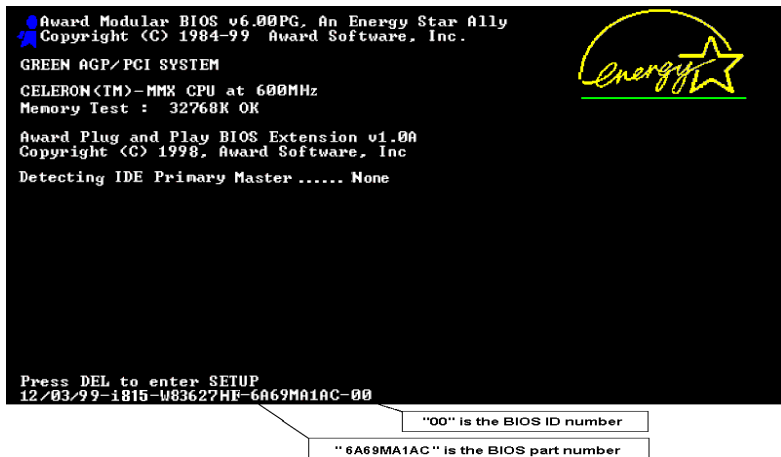 Award Modular BIOS v6.00PG, An Energy Star Ally
Copyright (C) 1984-99 Award Software, Inc.
energy
GREEN AGP/PCI SYSTEM
CELERON(TM)-MMX CPU at 600MHz
Memory Test : 32768K OK
Award Plug and Play BIOS Extension v1.0A
Copyright (C) 1998, Award Software, Inc
Detecting IDE Primary Master ...... None
Press DEL to enter SETUP
12/03/99-i815-W83627HF-6A69MA1AC-00
"00" is the BIOS ID number
" 6A69MA1AC " is the BIOS part number